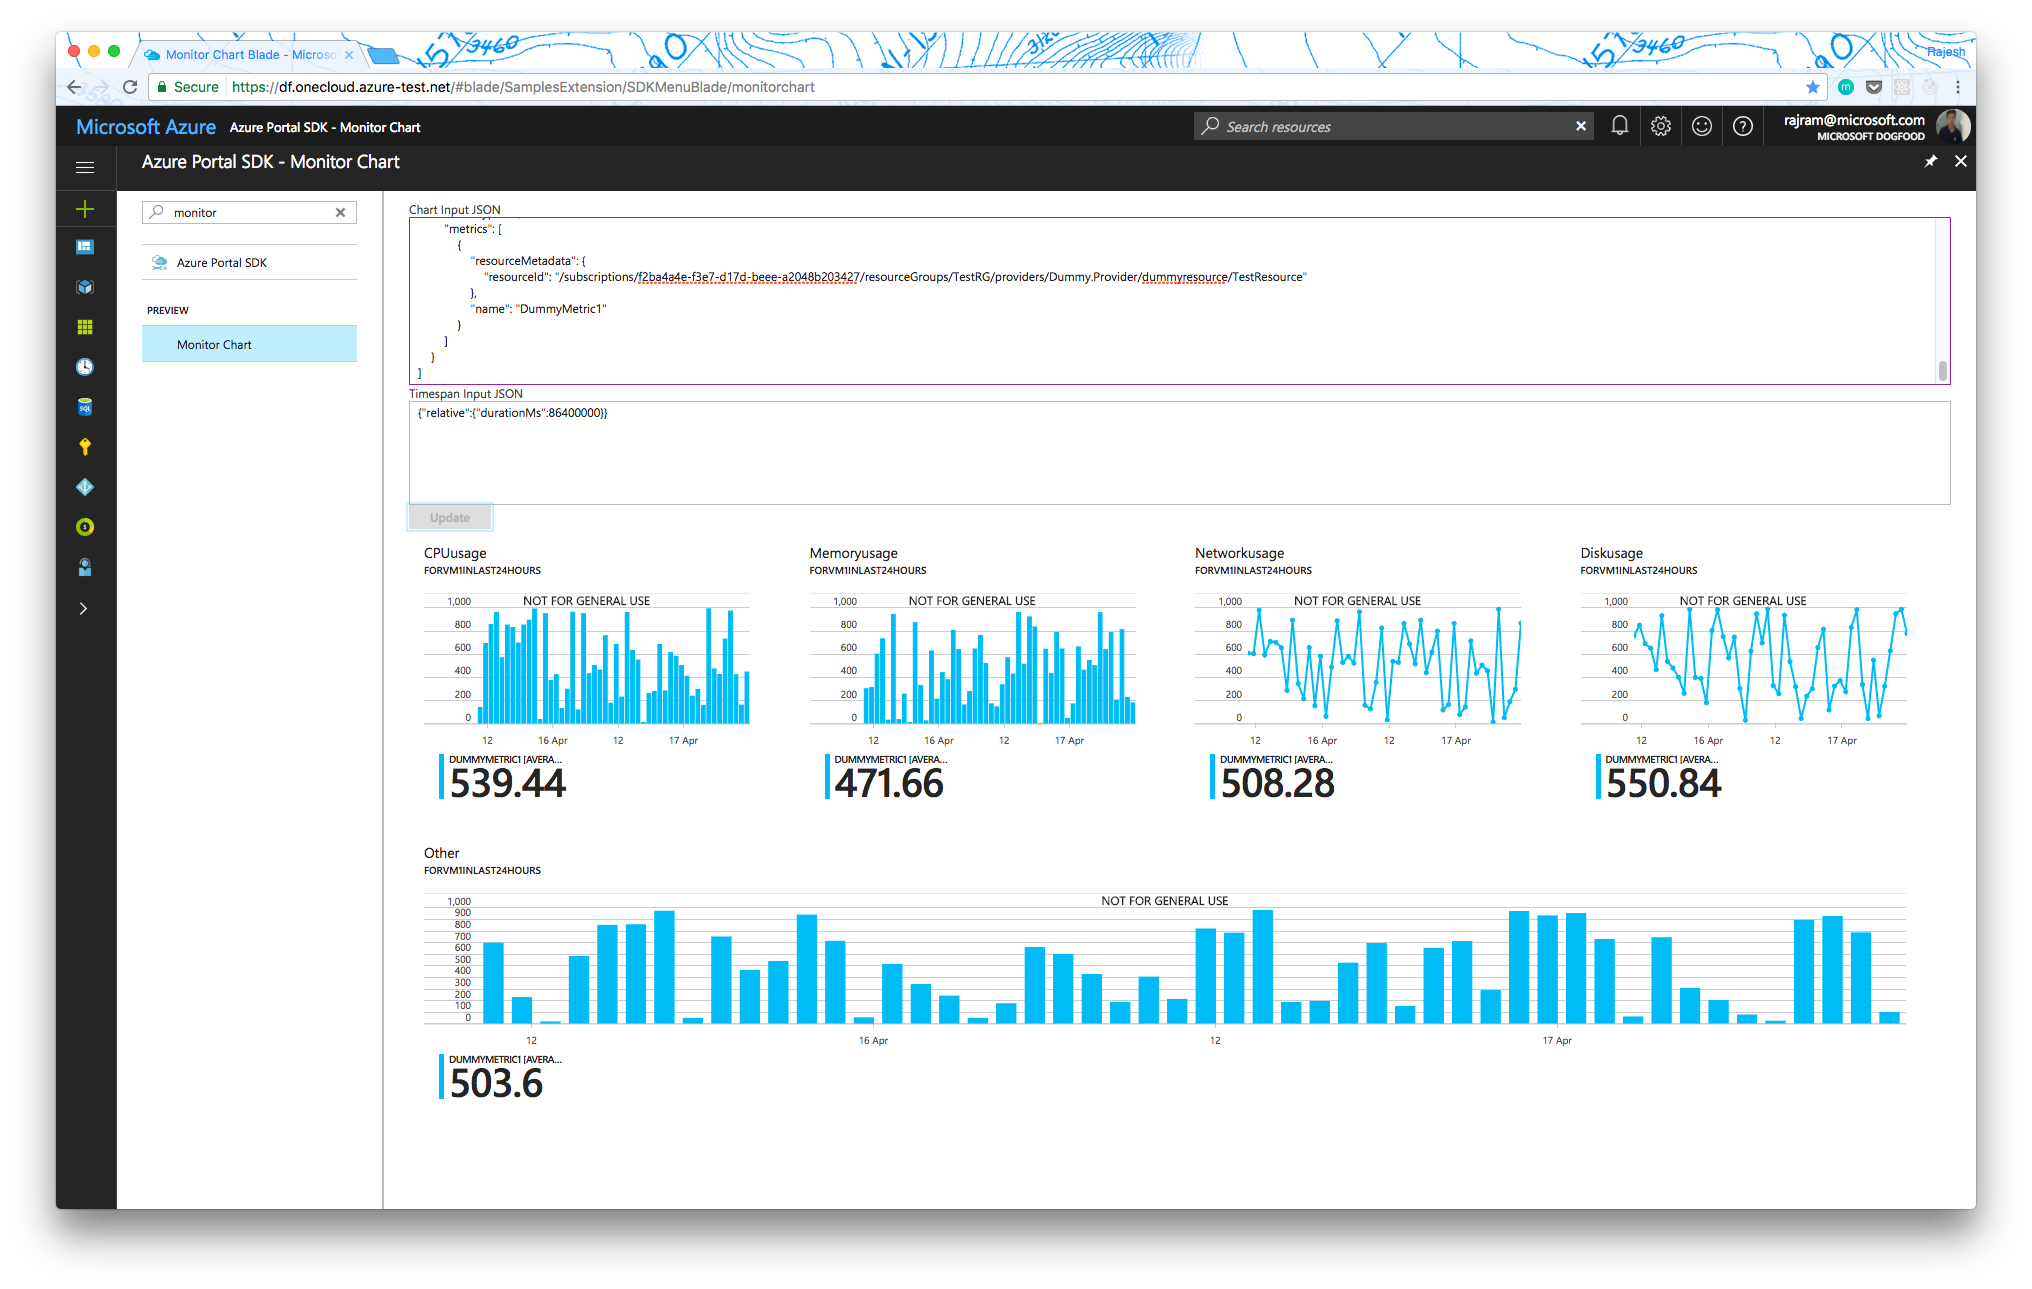 Monitor Chart Blade - Microso
Rajesh
Secure
https://df.onecloud.azure-test.net/#blade/SamplesExtension/SDKMenuBlade/monitorchart
Microsoft Azure
Azure Portal SDK - Monitor Chart
Search resources
rajram@microsoft.com
MICROSOFT DOGFOOD
Azure Portal SDK - Monitor Chart
monitor
Azure Portal SDK
PREVIEW
Monitor Chart
Chart Input JSON
"metrics": [
{
"resourceMetadata": {
"resourceId": "/subscriptions/f2ba4a4e-f3e7-d17d-beee-a2048b203427/resourceGroups/TestRG/providers/Dummy.Provider/dummyresource/TestResource"
},
"name": "DummyMetric1"
}
]
}
]
Timespan Input JSON
{"relative":{"durationMs":86400000}}
Update
CPUusage
FORVM1INLAST24HOURS
NOT FOR GENERAL USE
1,000
800
600
400
200
0
12
16 Apr
12
17 Apr
DUMMYMETRIC1 [AVERA...
539.44
Memoryusage
FORVM1INLAST24HOURS
NOT FOR GENERAL USE
1,000
800
600
400
200
0
12
16 Apr
12
17 Apr
DUMMYMETRIC1 [AVERA...
471.66
Networkusage
FORVM1INLAST24HOURS
NOT FOR GENERAL USE
1,000
800
600
400
200
0
12
16 Apr
12
17 Apr
DUMMYMETRIC1 [AVERA...
508.28
Diskusage
FORVM1INLAST24HOURS
NOT FOR GENERAL USE
1,000
800
600
400
200
0
12
16 Apr
12
17 Apr
DUMMYMETRIC1 [AVERA...
550.84
Other
FORVM1INLAST24HOURS
NOT FOR GENERAL USE
1,000
900
800
700
600
500
400
300
200
100
0
12
16 Apr
12
17 Apr
DUMMYMETRIC1 [AVERA...
503.6